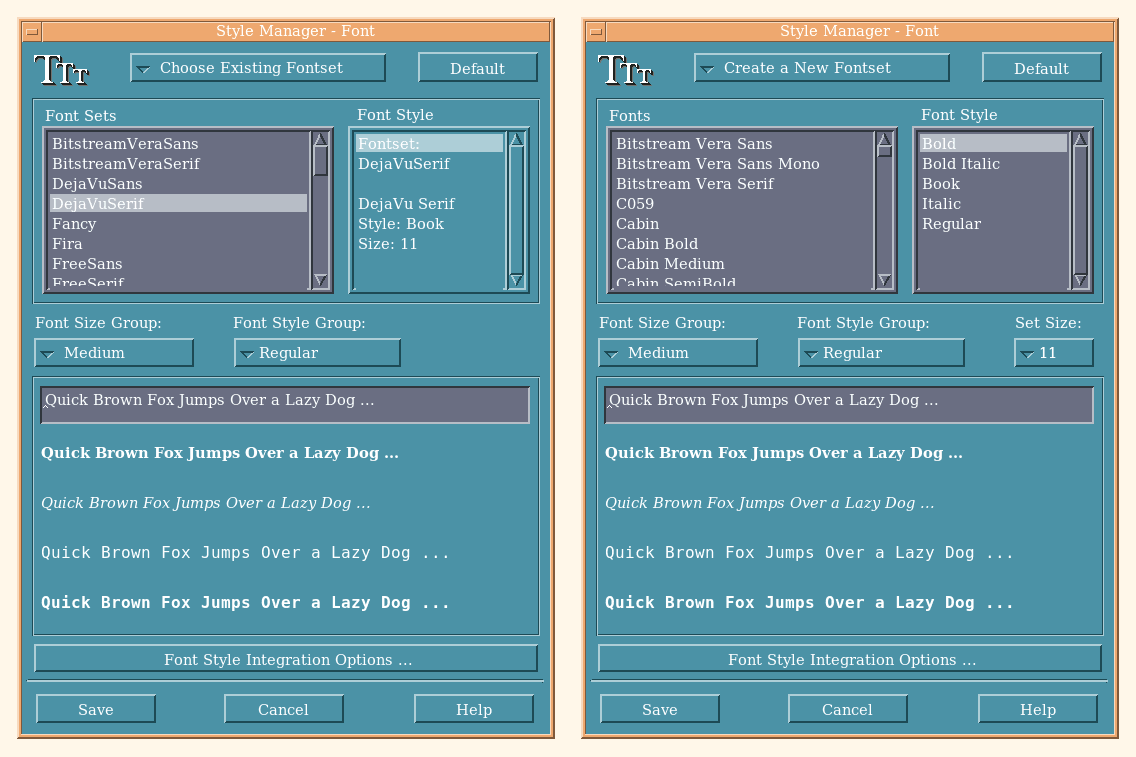 Style Manager - Font
TTT
Choose Existing Fontset
Default
Font Sets
Font Style
BitstreamVeraSans
BitstreamVeraSerif
DejaVuSans
DejaVuSerif
Fancy
Fira
FreeSans
FreeSerif
Fontset:
DejaVuSerif
DejaVu Serif
Style: Book
Size: 11
Font Size Group:
Font Style Group:
Medium
Regular
Quick Brown Fox Jumps Over a Lazy Dog ...
Quick Brown Fox Jumps Over a Lazy Dog ...
Quick Brown Fox Jumps Over a Lazy Dog ...
Quick Brown Fox Jumps Over a Lazy Dog ...
Quick Brown Fox Jumps Over a Lazy Dog ...
Font Style Integration Options ...
Save
Cancel
Help
Style Manager - Font
TTT
Create a New Fontset
Default
Fonts
Font Style
Bitstream Vera Sans
Bitstream Vera Sans Mono
Bitstream Vera Serif
C059
Cabin
Cabin Bold
Cabin Medium
Cabin SemiBold
Bold
Bold Italic
Book
Italic
Regular
Font Size Group:
Font Style Group:
Set Size:
Medium
Regular
11
Quick Brown Fox Jumps Over a Lazy Dog ...
Quick Brown Fox Jumps Over a Lazy Dog ...
Quick Brown Fox Jumps Over a Lazy Dog ...
Quick Brown Fox Jumps Over a Lazy Dog ...
Quick Brown Fox Jumps Over a Lazy Dog ...
Font Style Integration Options ...
Save
Cancel
Help